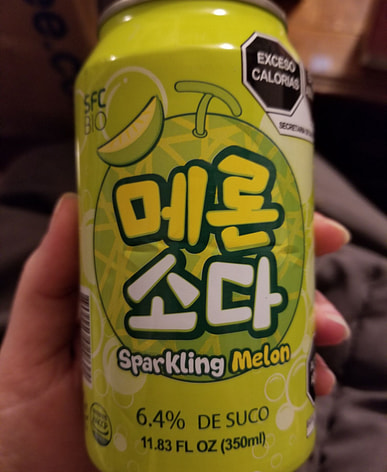 EXCESO
CALORÍAS
SECRETARÍA
SFC
BIO
메론
소다
Sparkling Melon
6.4% DE SUCO
11.83 FL OZ (350ml)